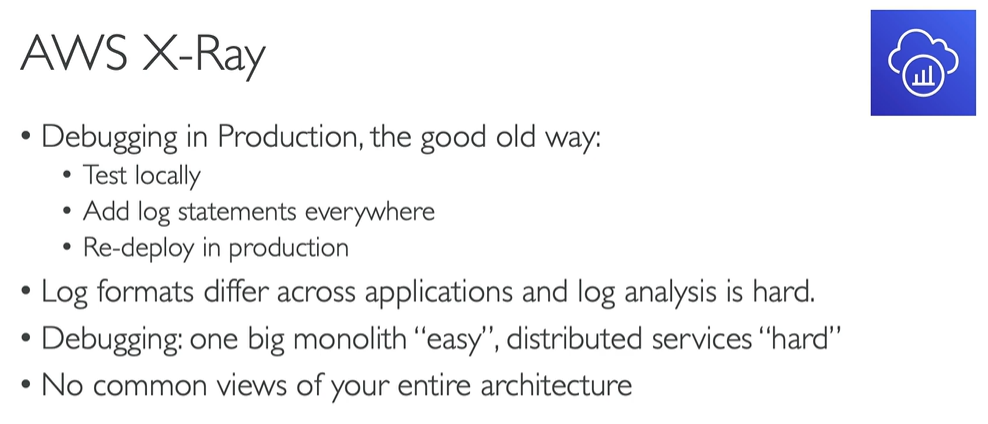 AWS X-Ray
• Debugging in Production, the good old way:
• Test locally
• Add log statements everywhere
• Re-deploy in production
• Log formats differ across applications and log analysis is hard.
• Debugging: one big monolith “easy”, distributed services “hard”
• No common views of your entire architecture